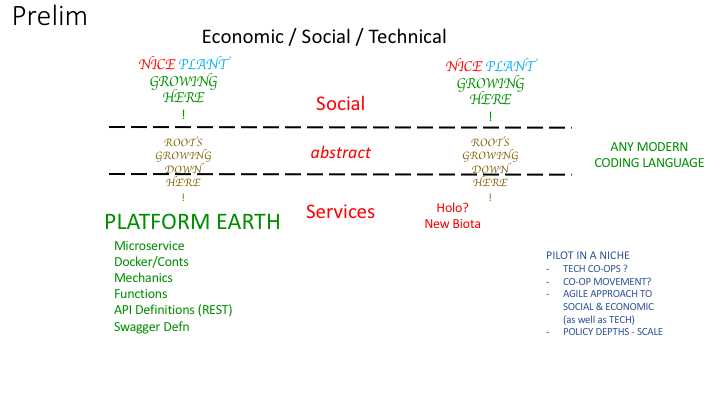 Prelim
Economic / Social / Technical
NICE PLANT
GROWING
HERE
!
NICE PLANT
GROWING
HERE
!
Social
ROOTS
GROWING
DOWN
HERE
!
abstract
ROOTS
GROWING
DOWN
HERE
!
ANY MODERN
CODING LANGUAGE
Services
Holo?
New Biota
PLATFORM EARTH
Microservice
Docker/Conts
Mechanics
Functions
API Definitions (REST)
Swagger Defn
PILOT IN A NICHE
- TECH CO-OPS ?
- CO-OP MOVEMENT?
- AGILE APPROACH TO
SOCIAL & ECONOMIC
(as well as TECH)
- POLICY DEPTHS - SCALE